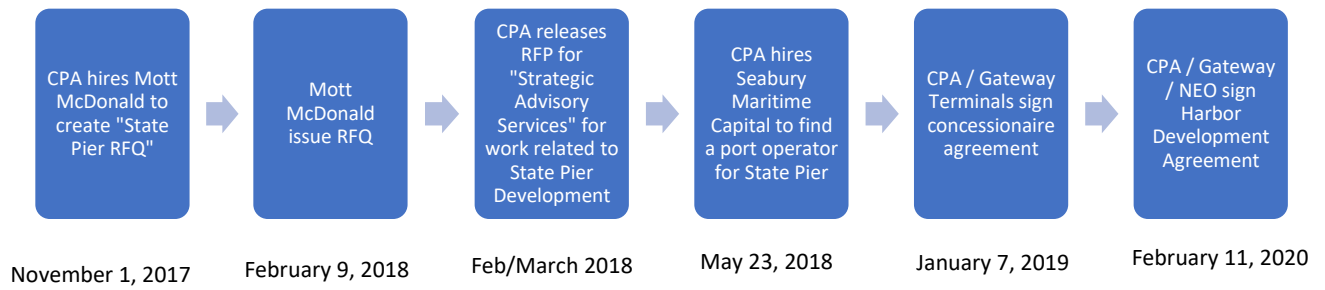 CPA hires Mott
McDonald to
create "State
Pier RFQ"
Mott
McDonald
issue RFQ
CPA releases
RFP for
"Strategic
Advisory
Services" for
work related to
State Pier
Development
CPA hires
Seabury
Maritime
Capital to find
a port operator
for State Pier
CPA / Gateway
Terminals sign
concessionaire
agreement
CPA / Gateway
/ NEO sign
Harbor
Development
Agreement
November 1, 2017
February 9, 2018
Feb/March 2018
May 23, 2018
January 7, 2019
February 11, 2020